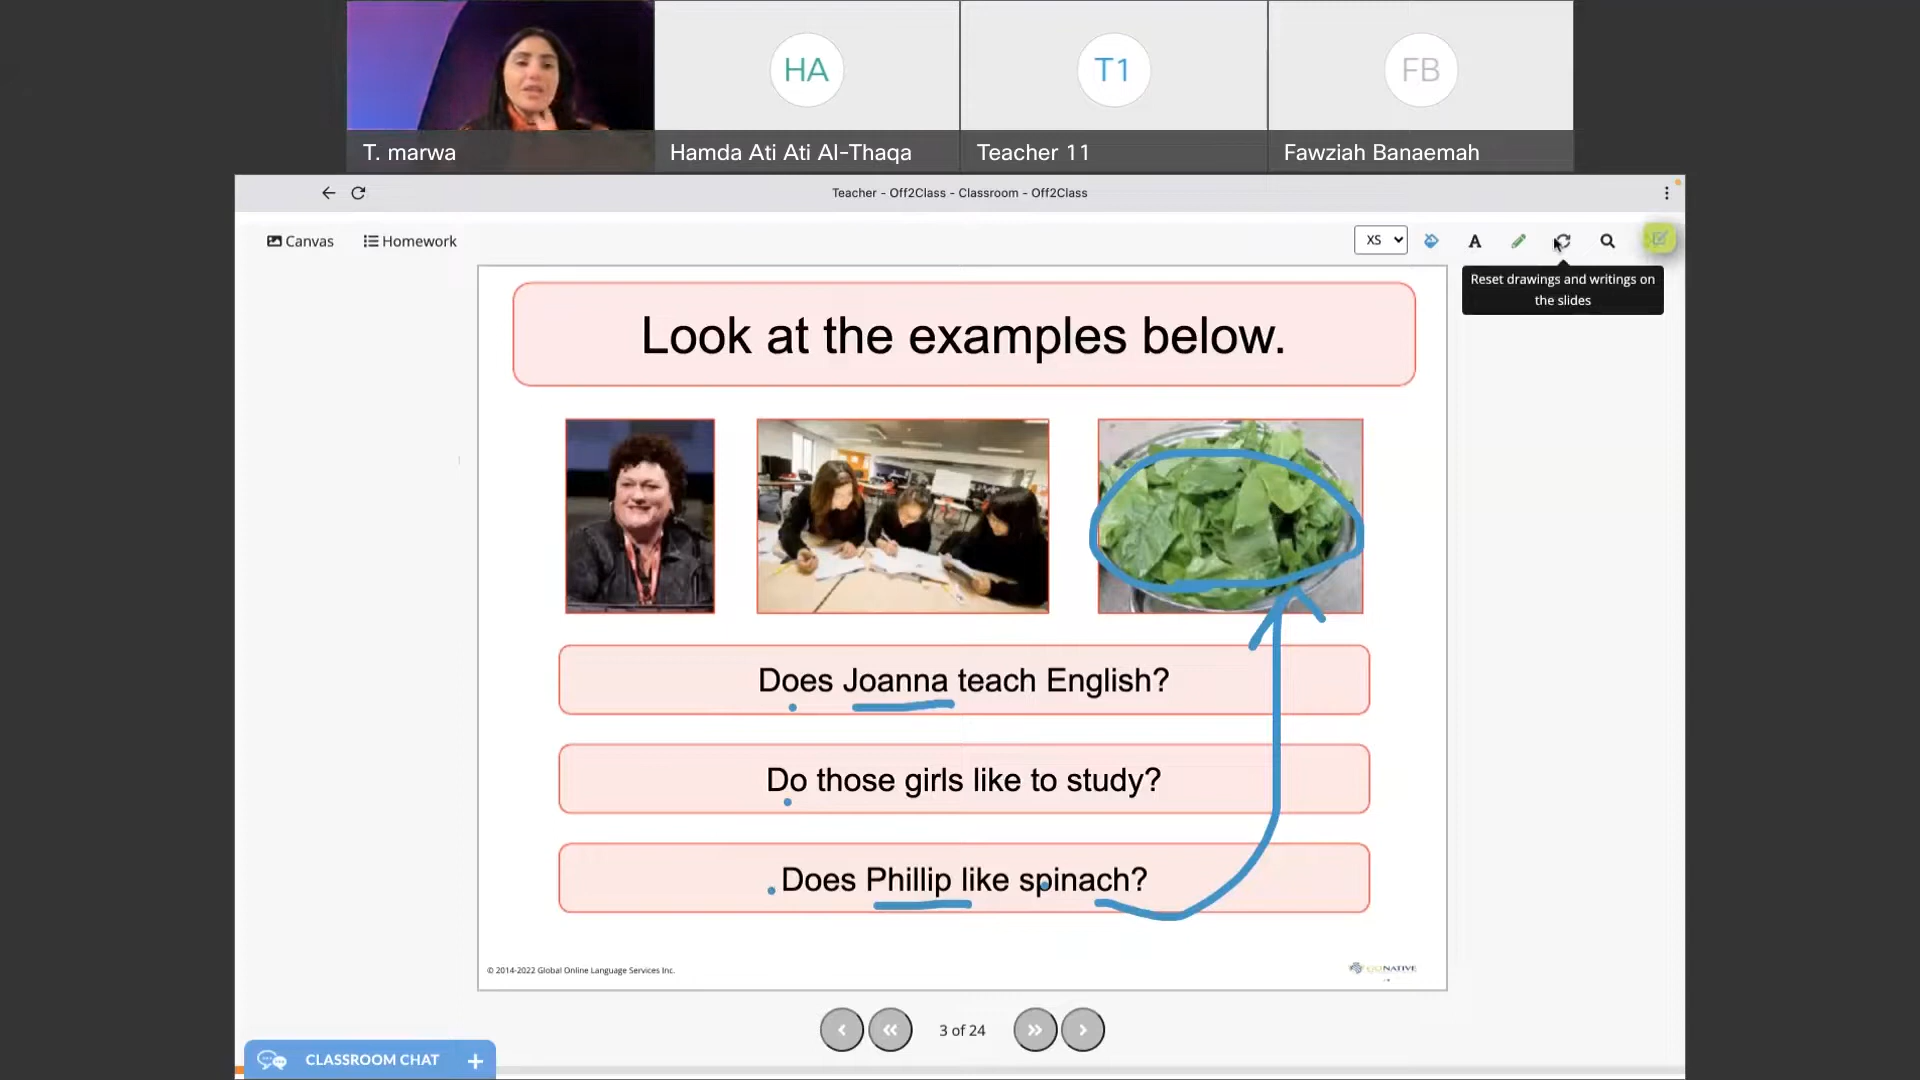 HA
T1
FB
T. marwa
Hamda Ati Ati Al-Thaqa
Teacher 11
Fawziah Banaemah
Teacher - Off2Class - Classroom - Off2Class
Canvas
Homework
XS
A
Reset drawings and writings on
the slides
Look at the examples below.
Does Joanna teach English?
Do those girls like to study?
Does Phillip like spinach?
© 2014-2022 Global Online Language Services Inc.
3 of 24
CLASSROOM CHAT